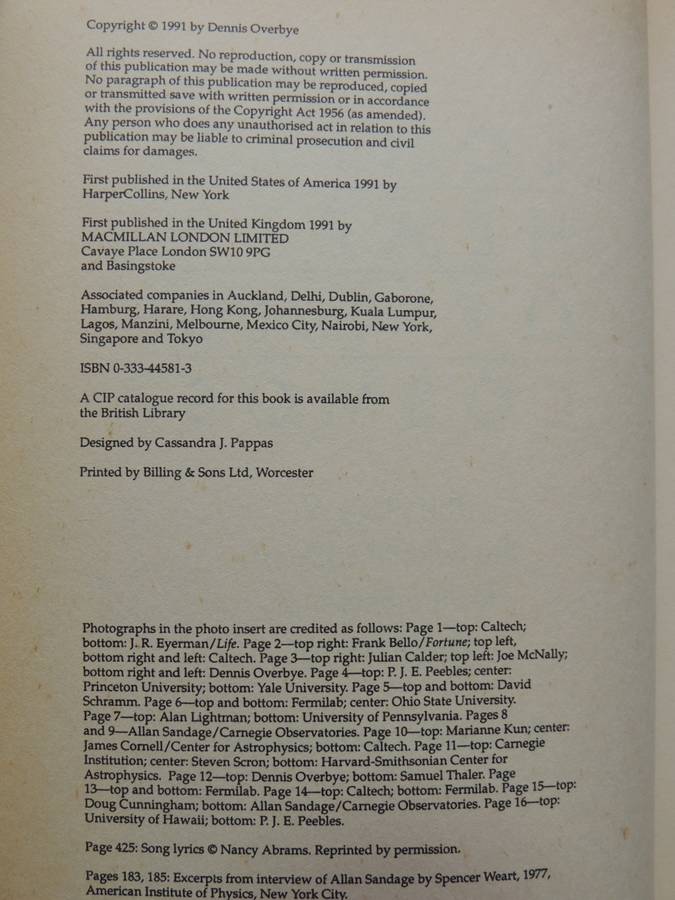 Copyright © 1991 by Dennis Overbye
All rights reserved. No reproduction, copy or transmission
of this publication may be made without written permission.
No paragraph of this publication may be reproduced, copied
or transmitted save with written permission or in accordance
with the provisions of the Copyright Act 1956 (as amended).
Any person who does any unauthorised act in relation to this
publication may be liable to criminal prosecution and civil
claims for damages.
First published in the United States of America 1991 by
HarperCollins, New York
First published in the United Kingdom 1991 by
MACMILLAN LONDON LIMITED
Cavaye Place London SW10 9PG
and Basingstoke
Associated companies in Auckland, Delhi, Dublin, Gaborone,
Hamburg, Harare, Hong Kong, Johannesburg, Kuala Lumpur,
Lagos, Manzini, Melbourne, Mexico City, Nairobi, New York,
Singapore and Tokyo
ISBN 0-333-44581-3
A CIP catalogue record for this book is available from
the British Library
Designed by Cassandra J. Pappas
Printed by Billing & Sons Ltd, Worcester
Photographs in the photo insert are credited as follows: Page 1—top: Caltech;
bottom: J. R. Eyerman/Life. Page 2—top right: Frank Bello/Fortune; top left,
bottom right and left: Caltech. Page 3—top right: Julian Calder; top left: Joe McNally;
bottom right and left: Dennis Overbye. Page 4—top: P. J. E. Peebles; center:
Princeton University; bottom: Yale University. Page 5—top and bottom: David
Schramm. Page 6—top and bottom: Fermilab; center: Ohio State University.
Page 7—top: Alan Lightman; bottom: University of Pennsylvania. Pages 8
and 9—Allan Sandage/Carnegie Observatories. Page 10—top: Marianne Kun; center:
James Cornell/Center for Astrophysics; bottom: Caltech. Page 11—top: Carnegie
Institution; center: Steven Scron; bottom: Harvard-Smithsonian Center for
Astrophysics. Page 12—top: Dennis Overbye; bottom: Samuel Thaler. Page
13—top and bottom: Fermilab. Page 14—top: Caltech; bottom: Fermilab. Page 15—top:
Doug Cunningham; bottom: Allan Sandage/Carnegie Observatories. Page 16—top:
University of Hawaii; bottom: P. J. E. Peebles.
Page 425: Song lyrics © Nancy Abrams. Reprinted by permission.
Pages 183, 185: Excerpts from interview of Allan Sandage by Spencer Weart, 1977,
American Institute of Physics, New York City.